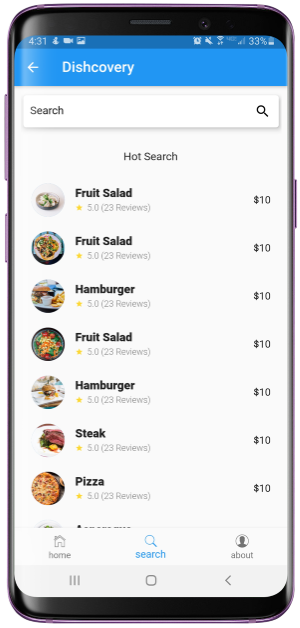 4:31
33%
Dishcovery
Search
Hot Search
Fruit Salad
★ 5.0 (23 Reviews)
$10
Fruit Salad
★ 5.0 (23 Reviews)
$10
Hamburger
★ 5.0 (23 Reviews)
$10
Fruit Salad
★ 5.0 (23 Reviews)
$10
Hamburger
★ 5.0 (23 Reviews)
$10
Steak
★ 5.0 (23 Reviews)
$10
Pizza
★ 5.0 (23 Reviews)
$10
home
search
about